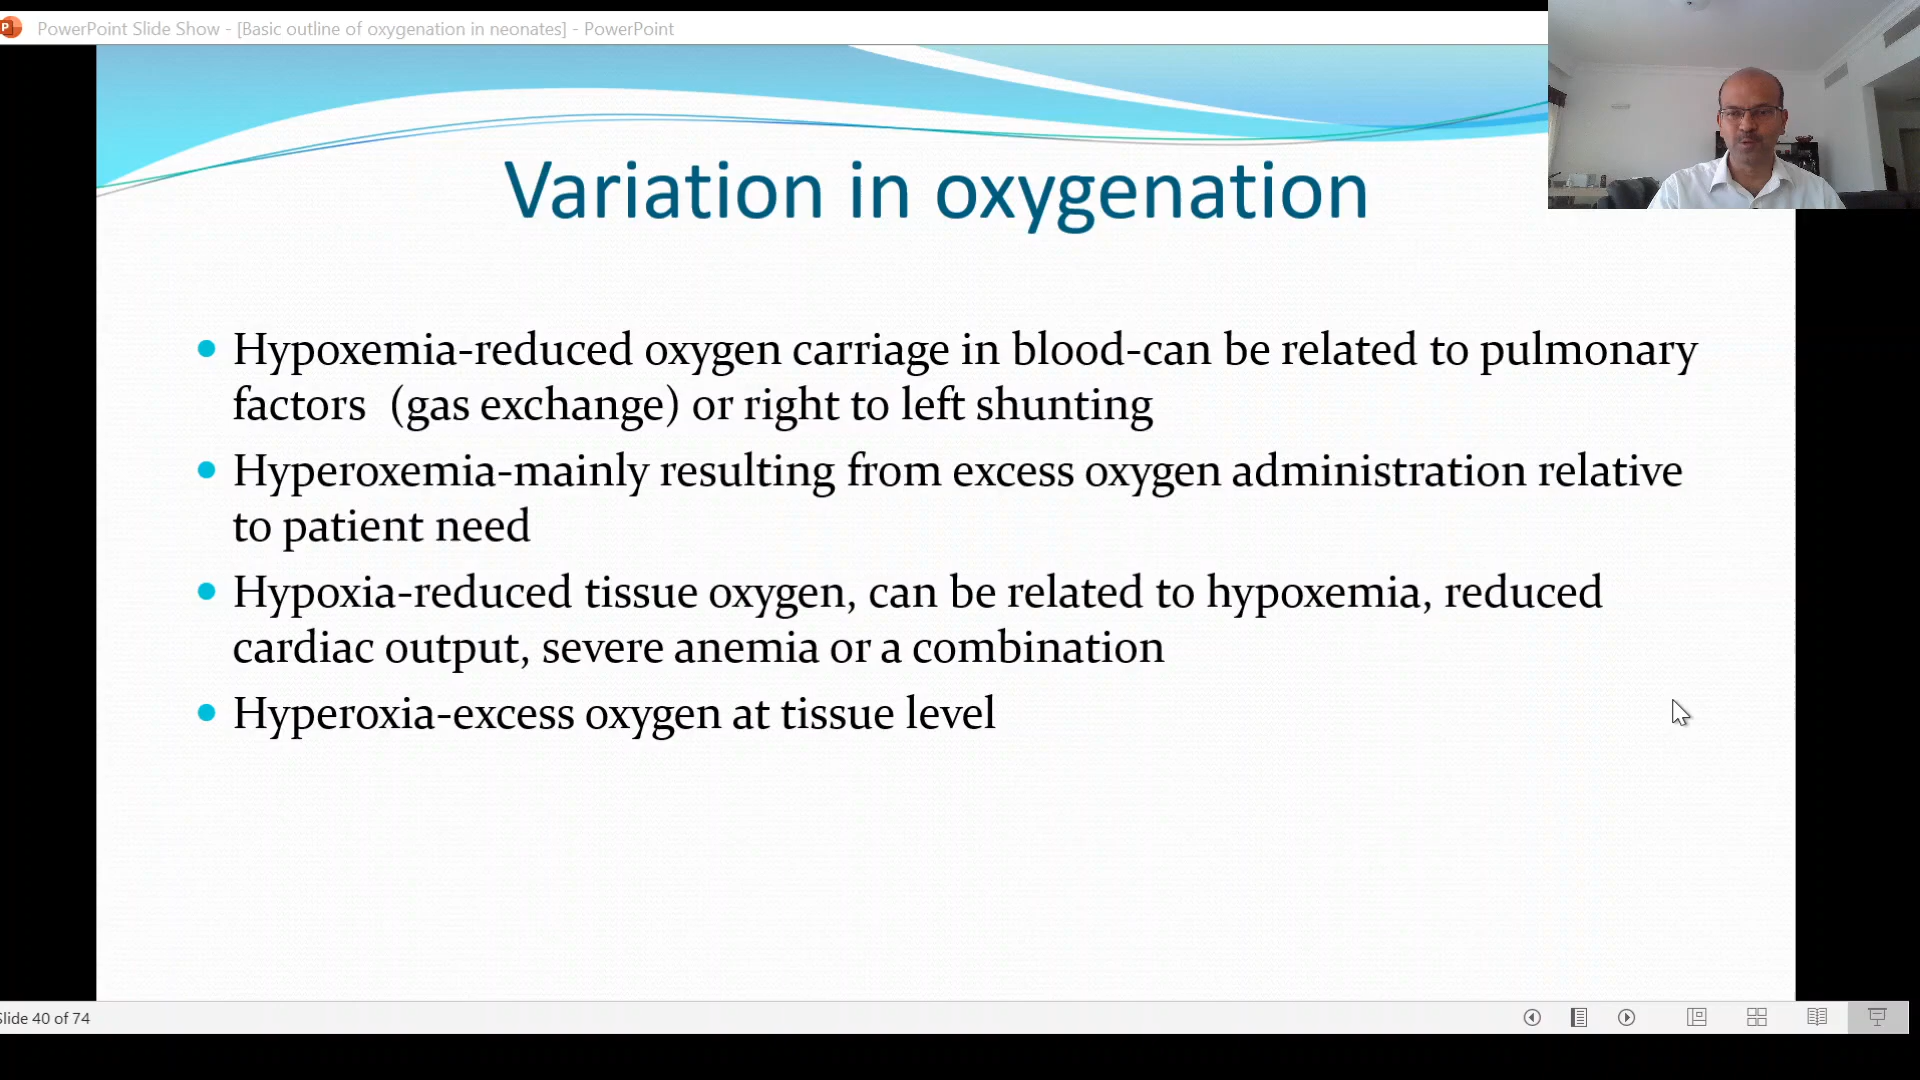 PowerPoint Slide Show - [Basic outline of oxygenation in neonates] - PowerPoint
Variation in oxygenation
• Hypoxemia-reduced oxygen carriage in blood-can be related to pulmonary
factors (gas exchange) or right to left shunting
• Hyperoxemia-mainly resulting from excess oxygen administration relative
to patient need
• Hypoxia-reduced tissue oxygen, can be related to hypoxemia, reduced
cardiac output, severe anemia or a combination
• Hyperoxia-excess oxygen at tissue level
Slide 40 of 74